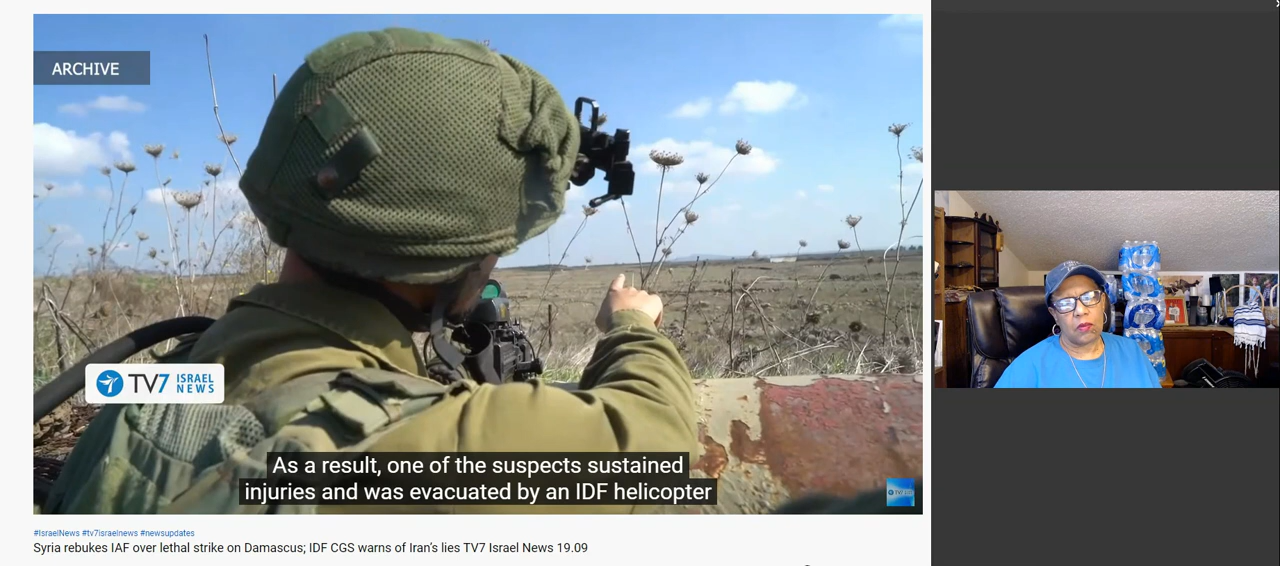 ARCHIVE
TV7 ISRAEL
NEWS
As a result, one of the suspects sustained
injuries and was evacuated by an IDF helicopter
#IsraelNews #tv7israelnews #newsupdates
Syria rebukes IAF over lethal strike on Damascus; IDF CGS warns of Iran’s lies TV7 Israel News 19.09